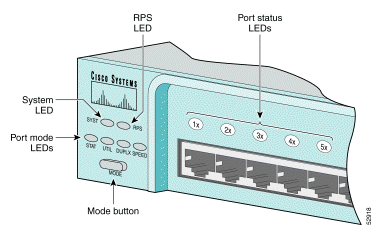 RPS
LED
Port status
LEDs
CISCO SYSTEMS
System
LED
SYST
RPS
1x
2x
3x
4x
5x
Port mode
LEDs
STAT
UTIL
DUPLX
SPEED
MODE
Mode button
52918